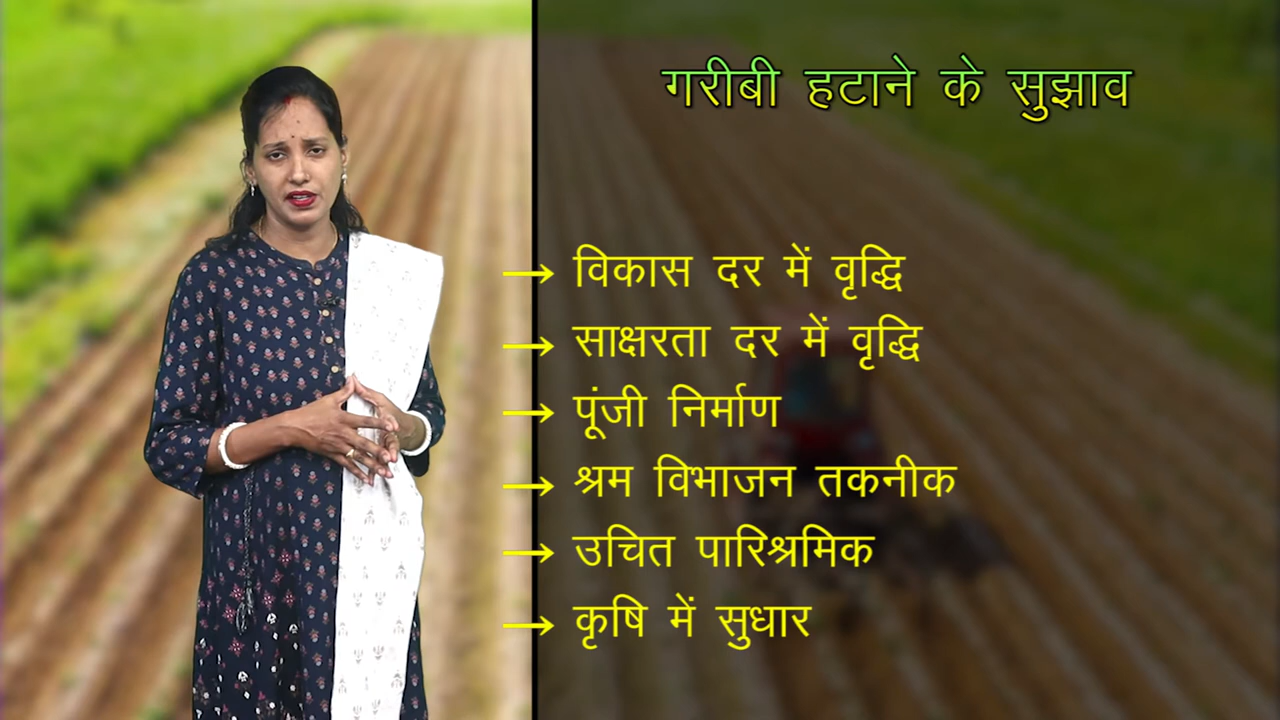 गरीबी हटाने के सुझाव
→ विकास दर में वृद्धि
→ साक्षरता दर में वृद्धि
→ पूंजी निर्माण
→ श्रम विभाजन तकनीक
→ उचित पारिश्रमिक
→ कृषि में सुधार